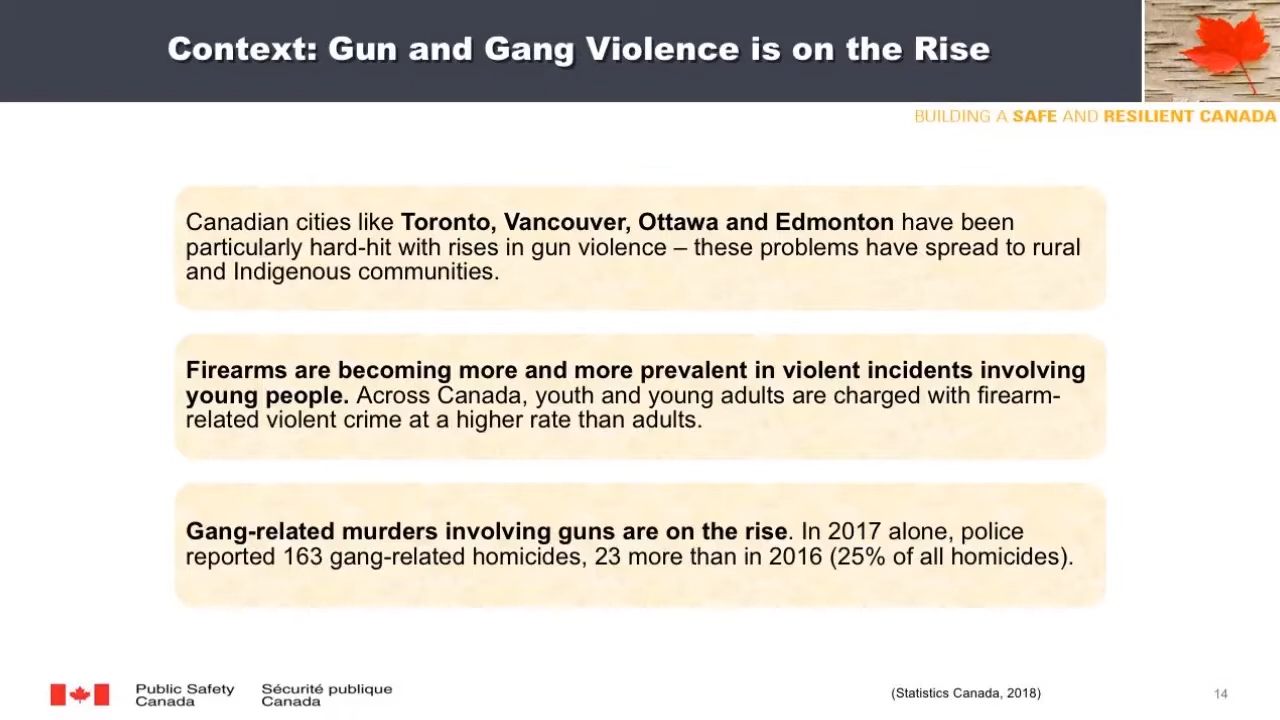 Context: Gun and Gang Violence is on the Rise
BUILDING A SAFE AND RESILIENT CANADA
Canadian cities like Toronto, Vancouver, Ottawa and Edmonton have been
particularly hard-hit with rises in gun violence – these problems have spread to rural
and Indigenous communities.
Firearms are becoming more and more prevalent in violent incidents involving
young people. Across Canada, youth and young adults are charged with firearm-
related violent crime at a higher rate than adults.
Gang-related murders involving guns are on the rise. In 2017 alone, police
reported 163 gang-related homicides, 23 more than in 2016 (25% of all homicides).
Public Safety
Canada
Sécurité publique
Canada
(Statistics Canada, 2018)
14